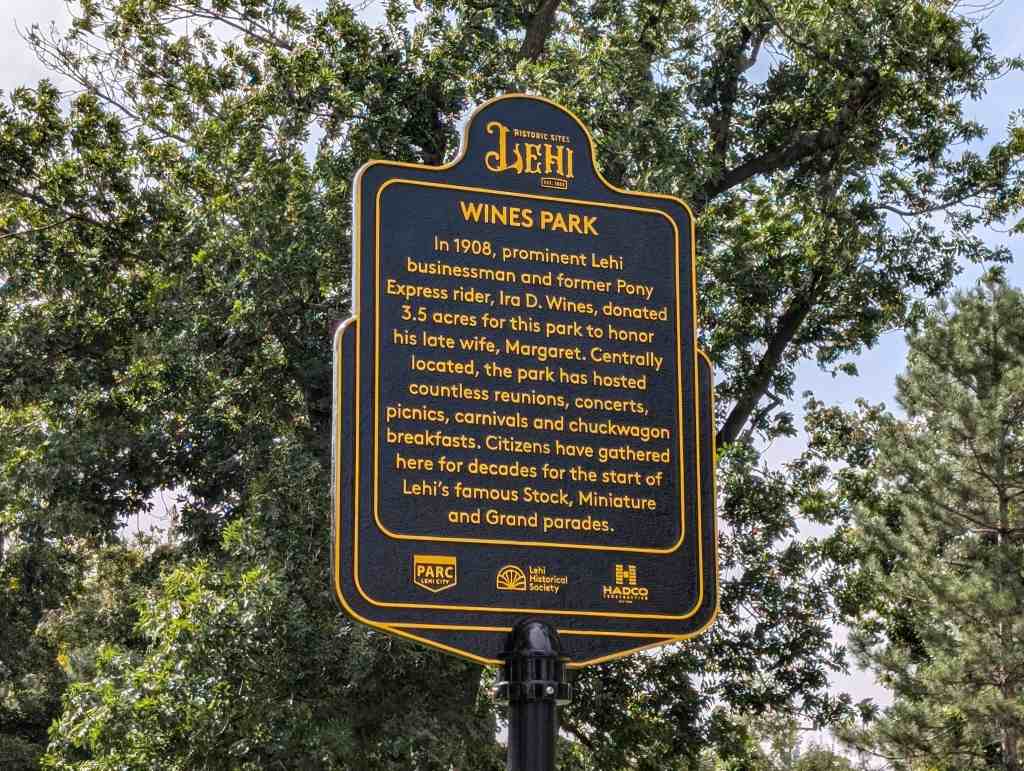 HISTORIC SITES
LEHI
WINES PARK
In 1908, prominent Lehi
businessman and former Pony
Express rider, Ira D. Wines, donated
3.5 acres for this park to honor
his late wife, Margaret. Centrally
located, the park has hosted
countless reunions, concerts,
picnics, carnivals and chuckwagon
breakfasts. Citizens have gathered
here for decades for the start of
Lehi's famous Stock, Miniature
and Grand parades.
PARC
LEHI CITY
Lehi
Historical
Society
HADCO
CONSTRUCTION